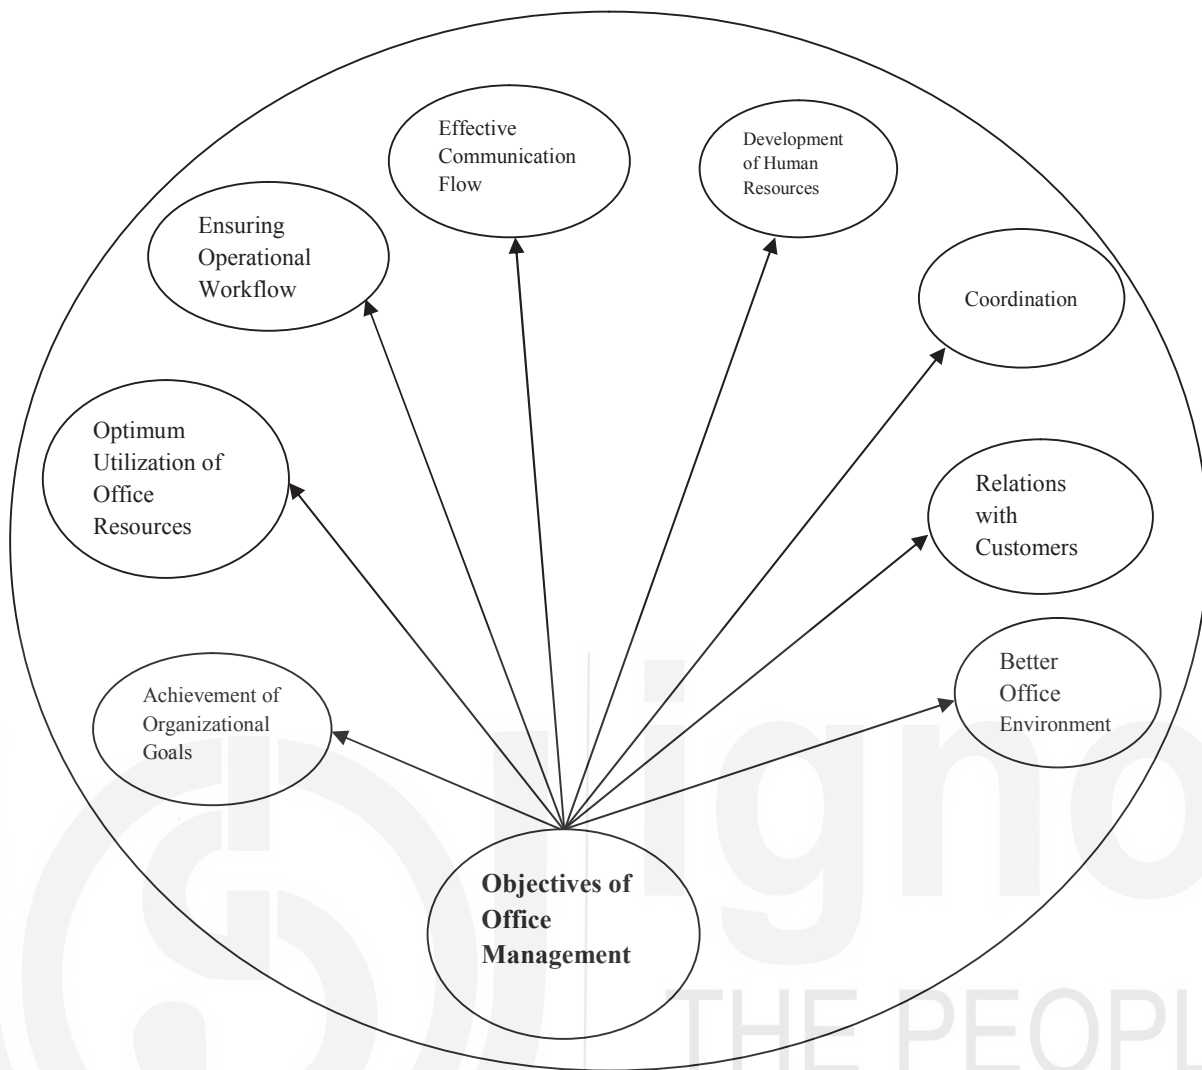 Effective
Communication
Flow
Development
of Human
Resources
Ensuring
Operational
Workflow
Coordination
Optimum
Utilization of
Office
Resources
Relations
with
Customers
Achievement of
Organizational
Goals
Better
Office
Environment
Objectives of
Office
Management
igno
THE PEOPL